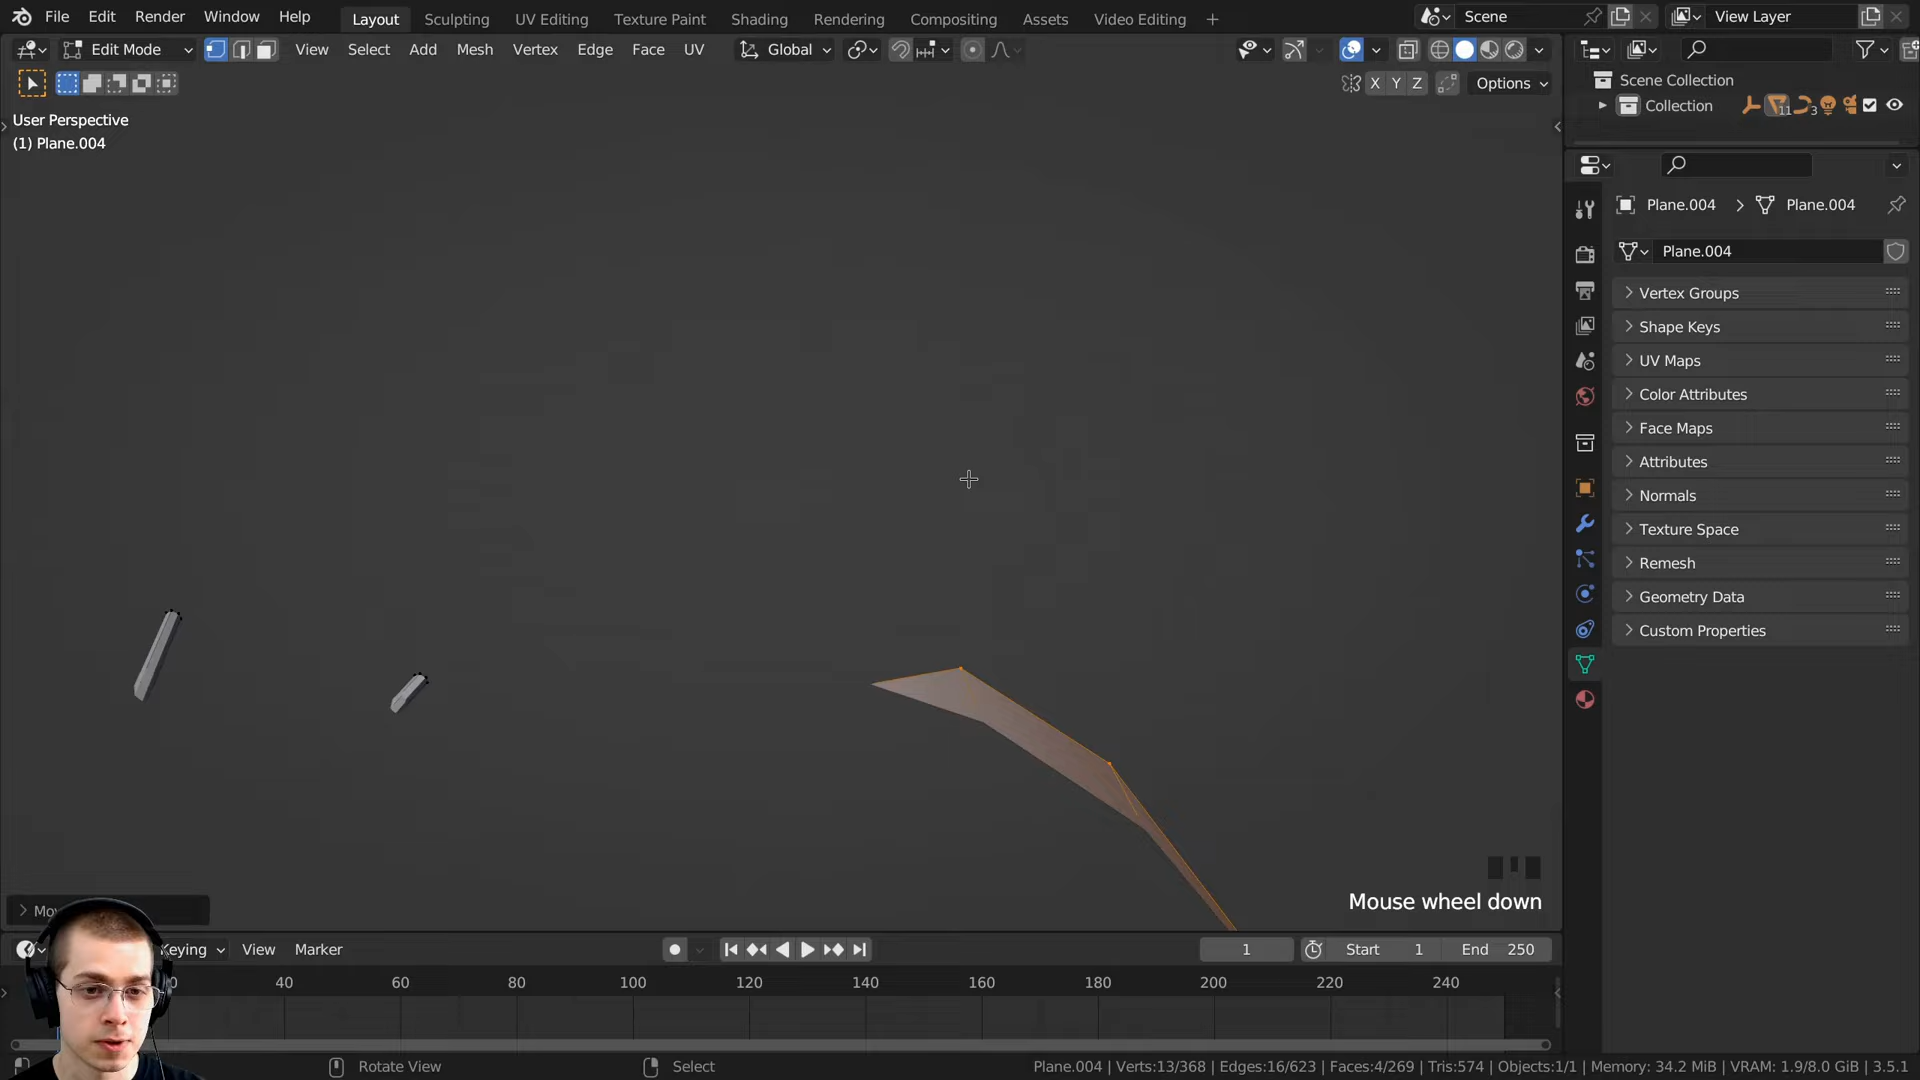 File Edit Render Window Help Layout Sculpting UV Editing Texture Paint Shading Rendering Compositing Assets Video Editing + Scene View Layer
Edit Mode View Select Add Mesh Vertex Edge Face UV Global
X Y Z Options
Scene Collection
Collection 11 3
User Perspective
(1) Plane.004
Plane.004 > Plane.004
Plane.004
Vertex Groups
Shape Keys
UV Maps
Color Attributes
Face Maps
Attributes
Normals
Texture Space
Remesh
Geometry Data
Custom Properties
Mouse wheel down
Keying View Marker 1 Start 1 End 250
40 60 80 100 120 140 160 180 200 220 240
Rotate View Select Plane.004 | Verts:13/368 | Edges:16/623 | Faces:4/269 | Tris:574 | Objects:1/1 | Memory: 34.2 MiB | VRAM: 1.9/8.0 GiB | 3.5.1